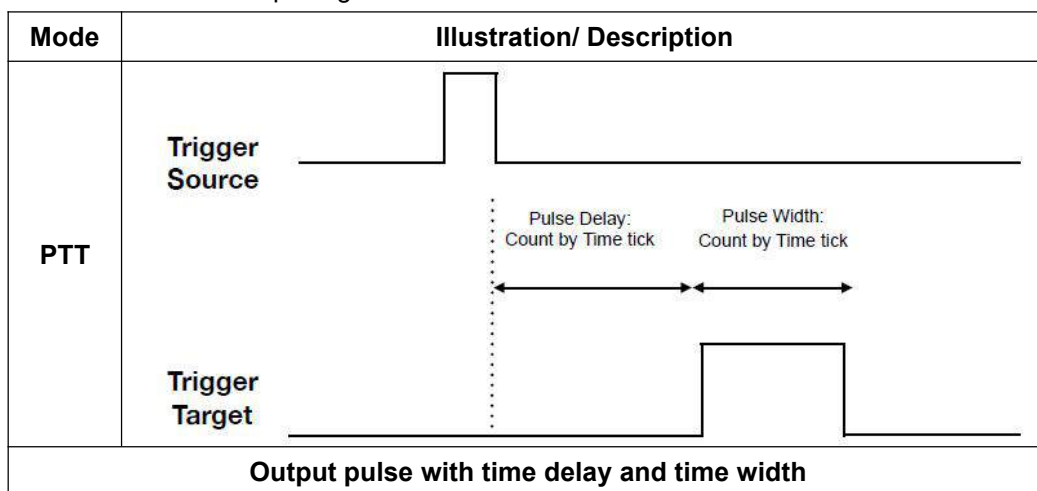 Mode
Illustration/ Description
PTT
Trigger
Source
Pulse Delay:
Count by Time tick
Pulse Width:
Count by Time tick
Trigger
Target
Output pulse with time delay and time width